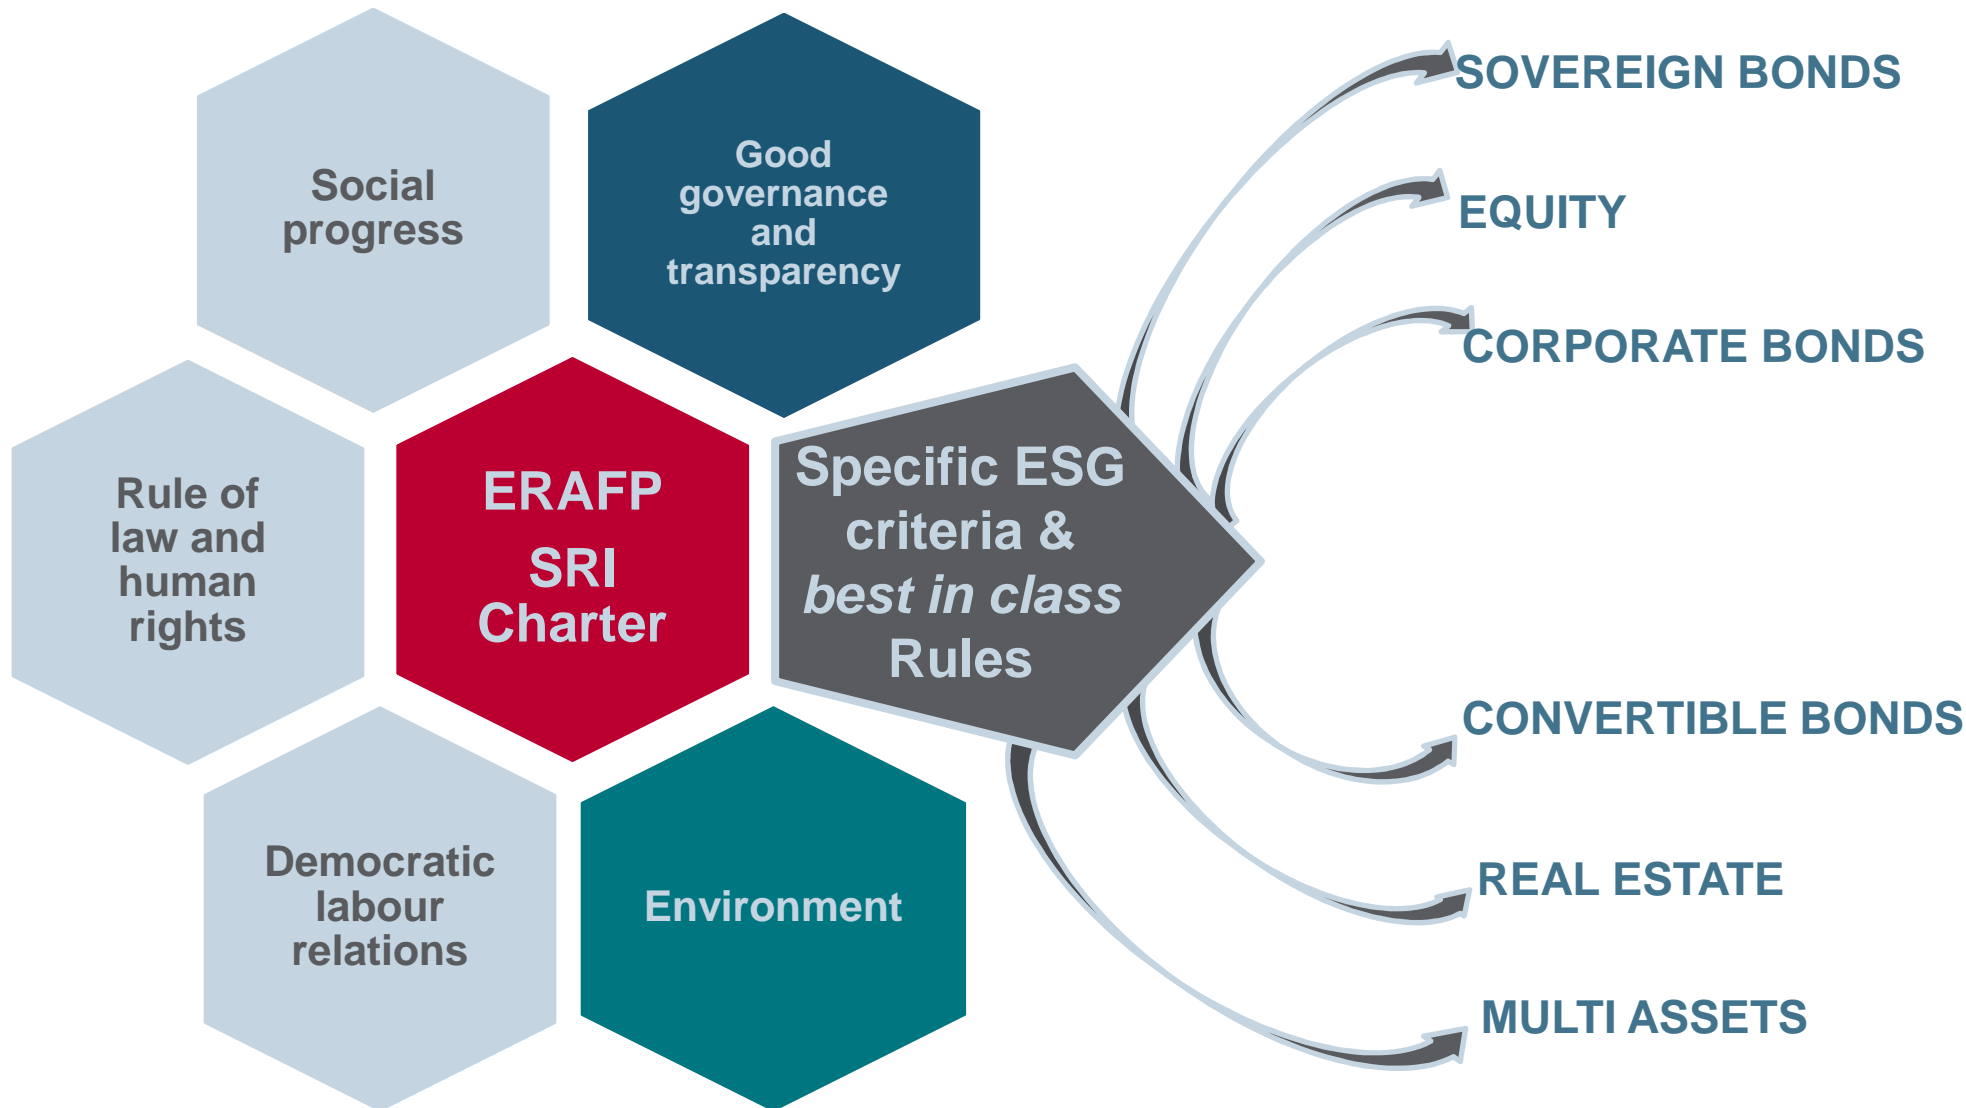 Social
progress
Good
governance
and
transparency
Rule of
law and
human
rights
ERAFP
SRI
Charter
Specific ESG
criteria &
best in class
Rules
Democratic
labour
relations
Environment
SOVEREIGN BONDS
EQUITY
CORPORATE BONDS
CONVERTIBLE BONDS
REAL ESTATE
MULTI ASSETS